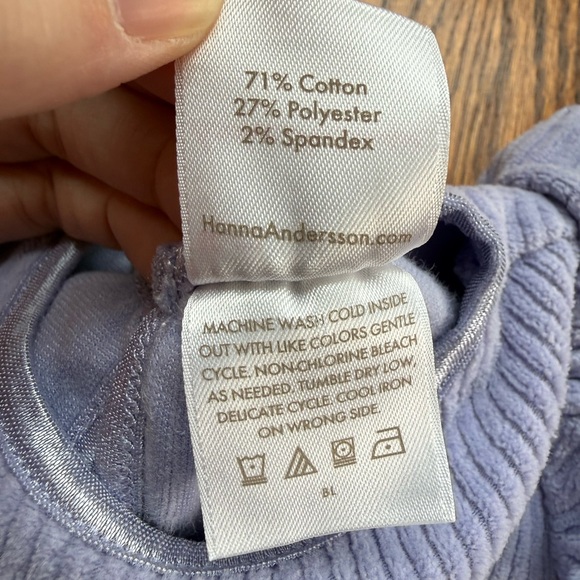 71% Cotton
27% Polyester
2% Spandex
HannaAndersson.com
MACHINE WASH COLD INSIDE
OUT WITH LIKE COLORS GENTLE
CYCLE. NON-CHLORINE BLEACH
AS NEEDED. TUMBLE DRY LOW,
DELICATE CYCLE. COOL IRON
ON WRONG SIDE.
BL